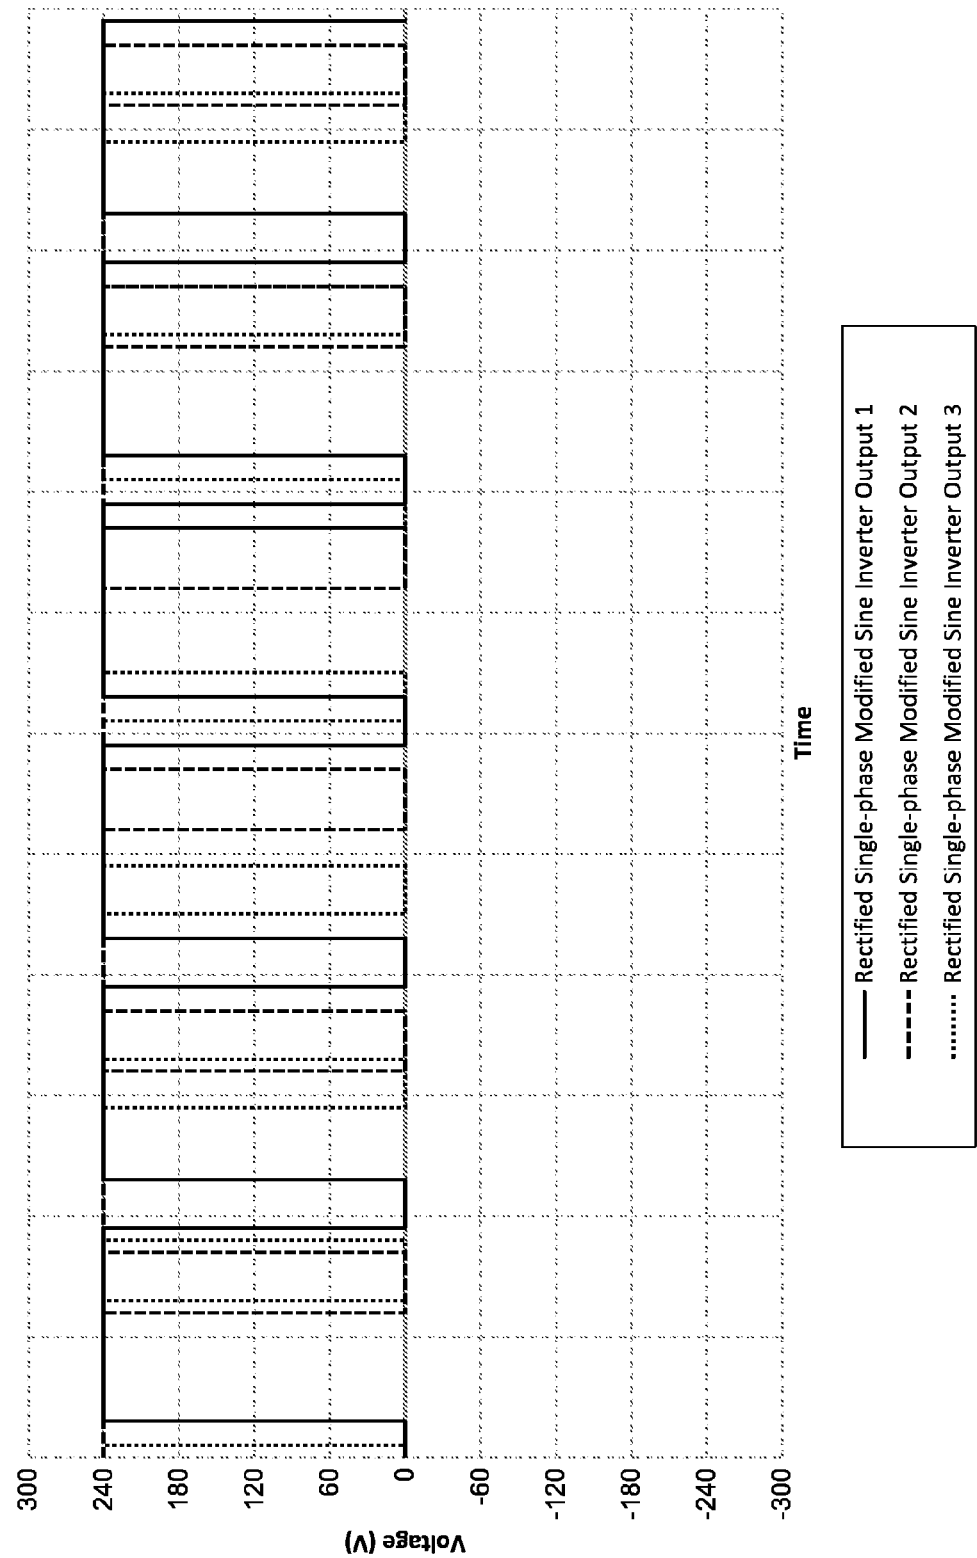 Voltage (V)
300
240
180
120
60
0
-60
-120
-180
-240
-300
Time
Rectified Single-phase Modified Sine Inverter Output 1
Rectified Single-phase Modified Sine Inverter Output 2
Rectified Single-phase Modified Sine Inverter Output 3